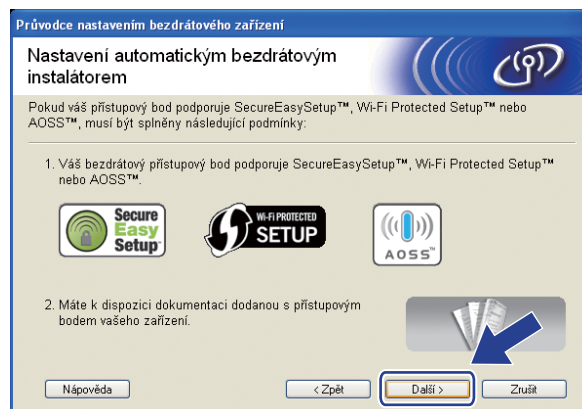 Průvodce nastavením bezdrátového zařízení
Nastavení automatickým bezdrátovým
instalátorem
Pokud váš přístupový bod podporuje SecureEasySetup™, Wi-Fi Protected Setup™ nebo
AOSS™, musí být splněny následující podmínky:
1. Váš bezdrátový přístupový bod podporuje SecureEasySetup™, Wi-Fi Protected Setup™
nebo AOSS™.
Secure
Easy
Setup™
WI-FI PROTECTED
SETUP
AOSS™
2. Máte k dispozici dokumentaci dodanou s přístupovým
bodem vašeho zařízení.
Nápověda
< Zpět
Další >
Zrušit